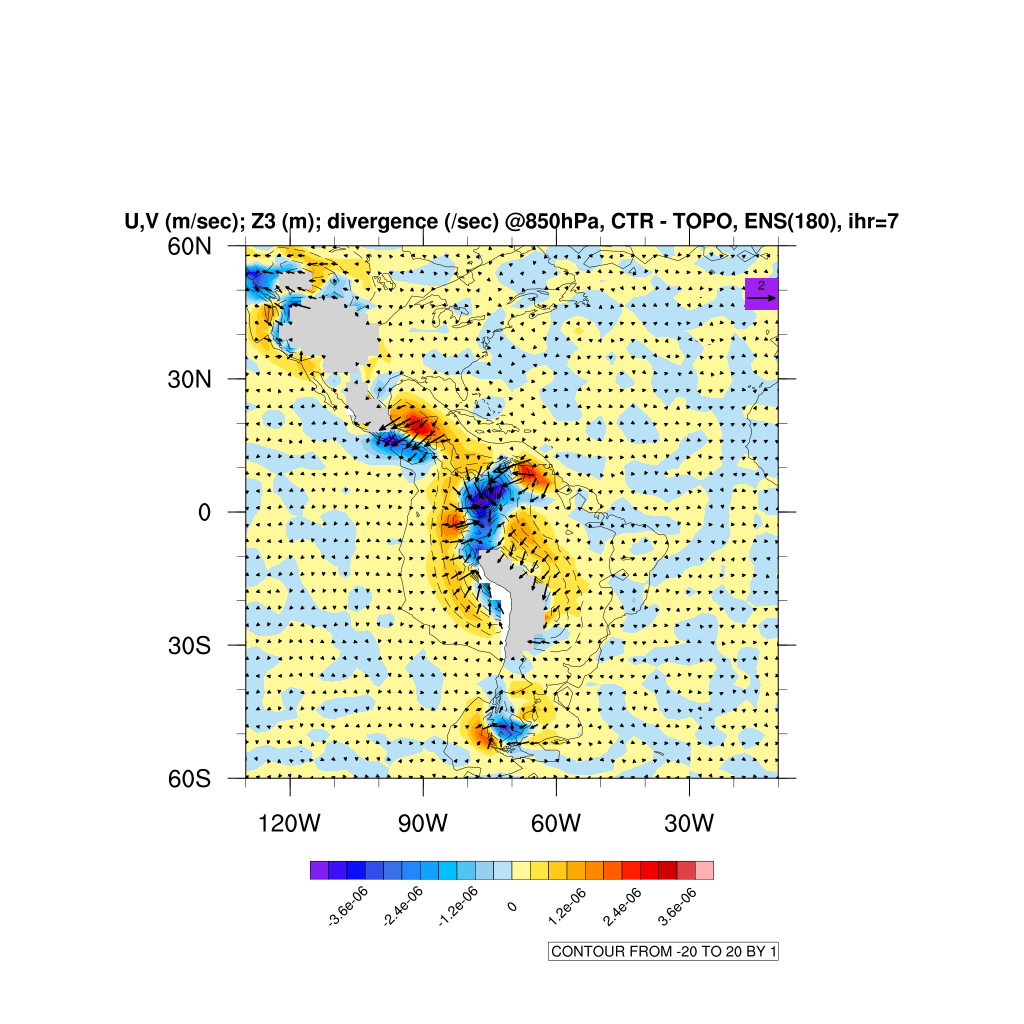 U,V (m/sec); Z3 (m); divergence (/sec) @850hPa, CTR - TOPO, ENS(180), ihr=7
60N
2
30N
0
30S
60S
120W 90W 60W 30W
-3.6e-06 -2.4e-06 -1.2e-06 0 1.2e-06 2.4e-06 3.6e-06
CONTOUR FROM -20 TO 20 BY 1